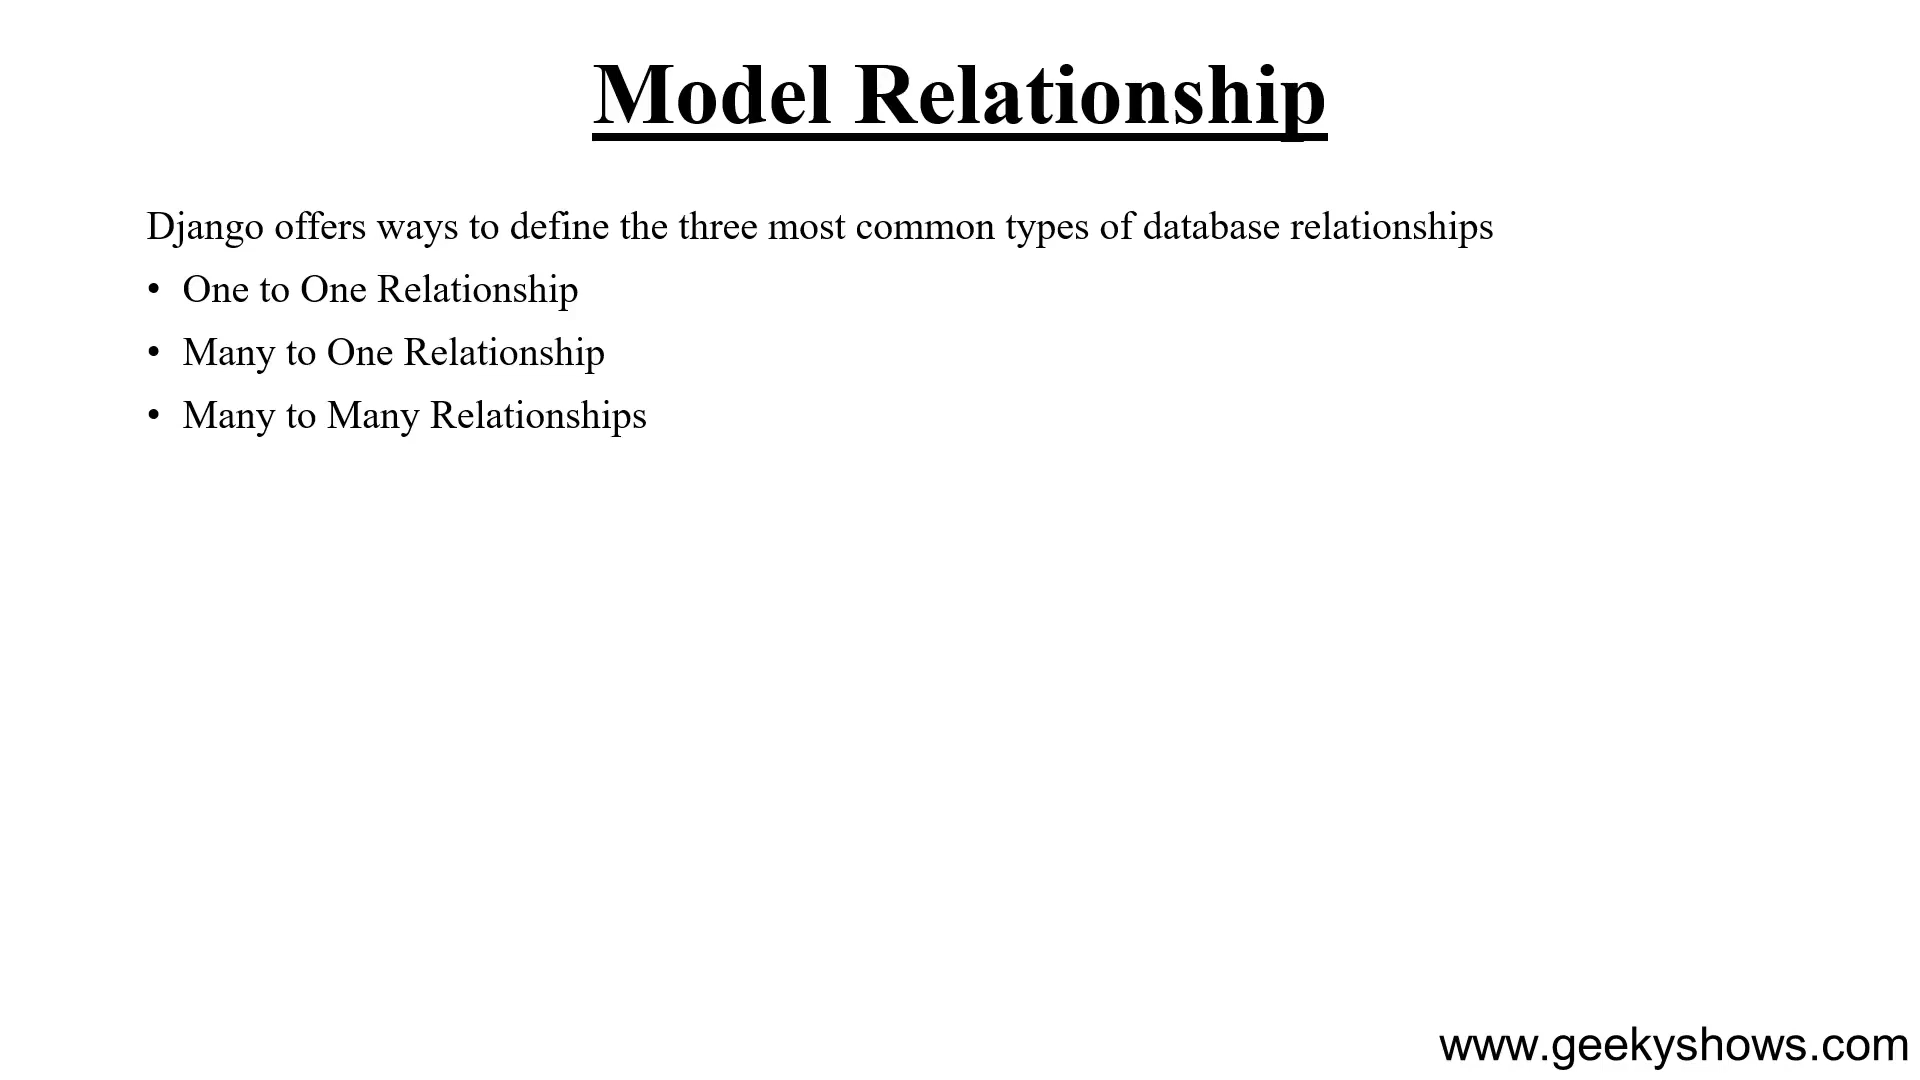 Model Relationship
Django offers ways to define the three most common types of database relationships
• One to One Relationship
• Many to One Relationship
• Many to Many Relationships
www.geekyshows.com